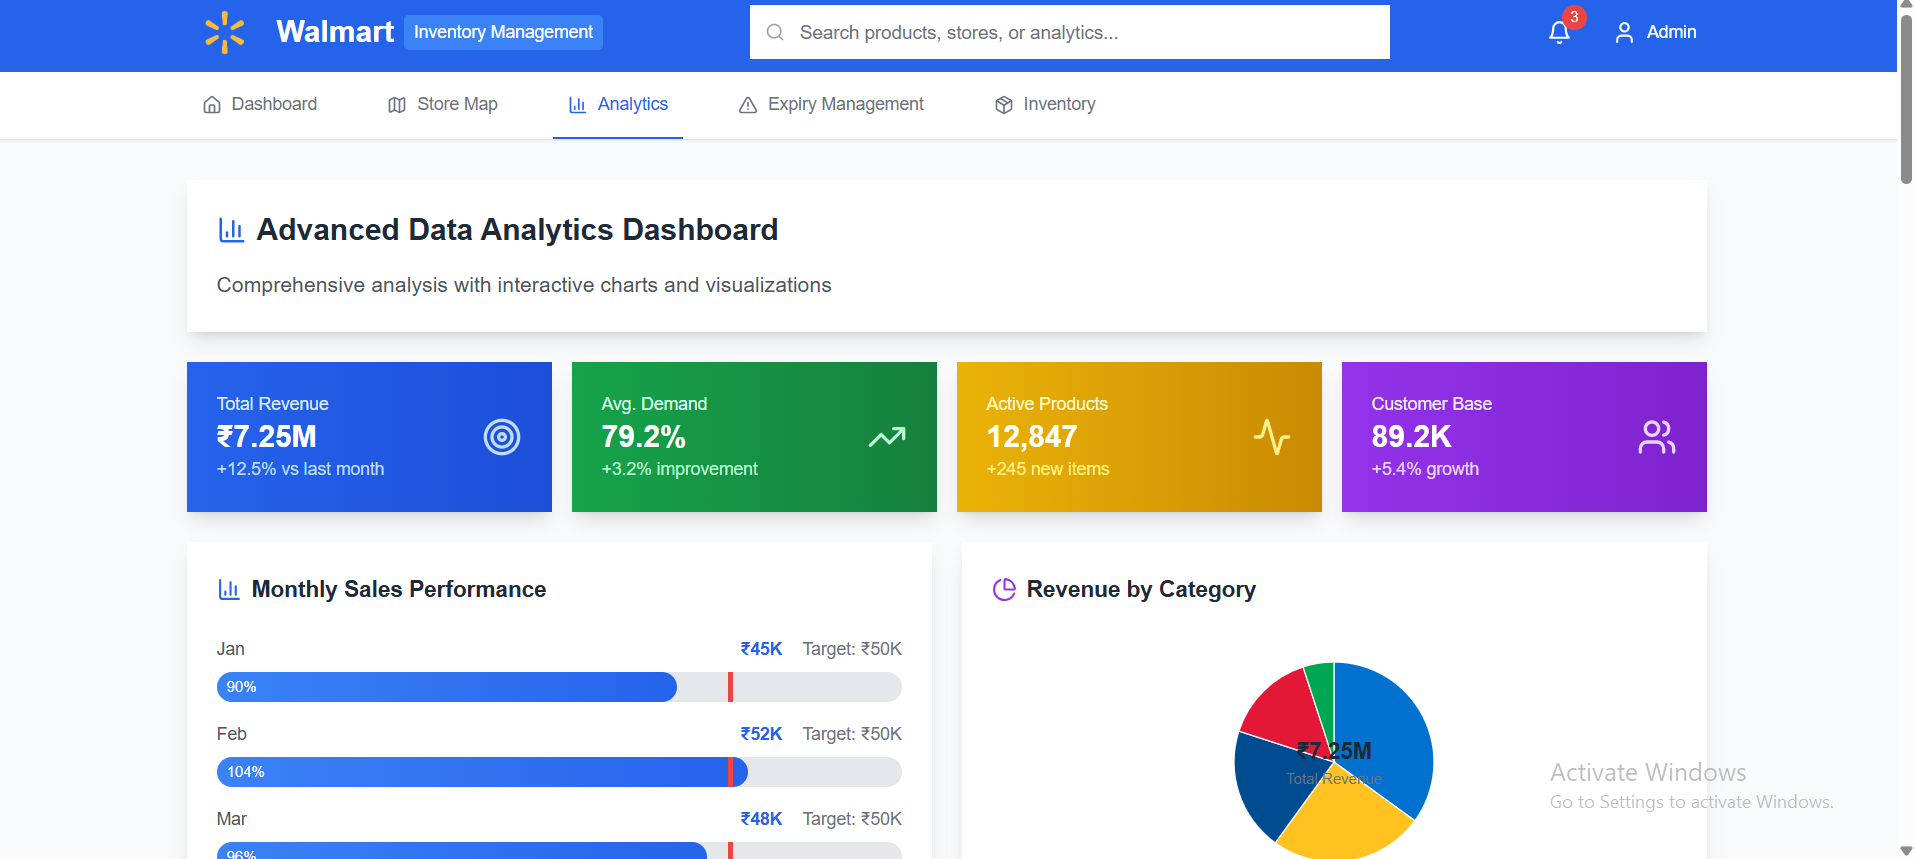 Walmart
Inventory Management
Search products, stores, or analytics...
3
Admin
Dashboard
Store Map
Analytics
Expiry Management
Inventory
Advanced Data Analytics Dashboard
Comprehensive analysis with interactive charts and visualizations
Total Revenue
₹7.25M
+12.5% vs last month
Avg. Demand
79.2%
+3.2% improvement
Active Products
12,847
+245 new items
Customer Base
89.2K
+5.4% growth
Monthly Sales Performance
Jan ₹45K Target: ₹50K
90%
Feb ₹52K Target: ₹50K
104%
Mar ₹48K Target: ₹50K
96%
Revenue by Category
₹7.25M
Total Revenue
Activate Windows
Go to Settings to activate Windows.